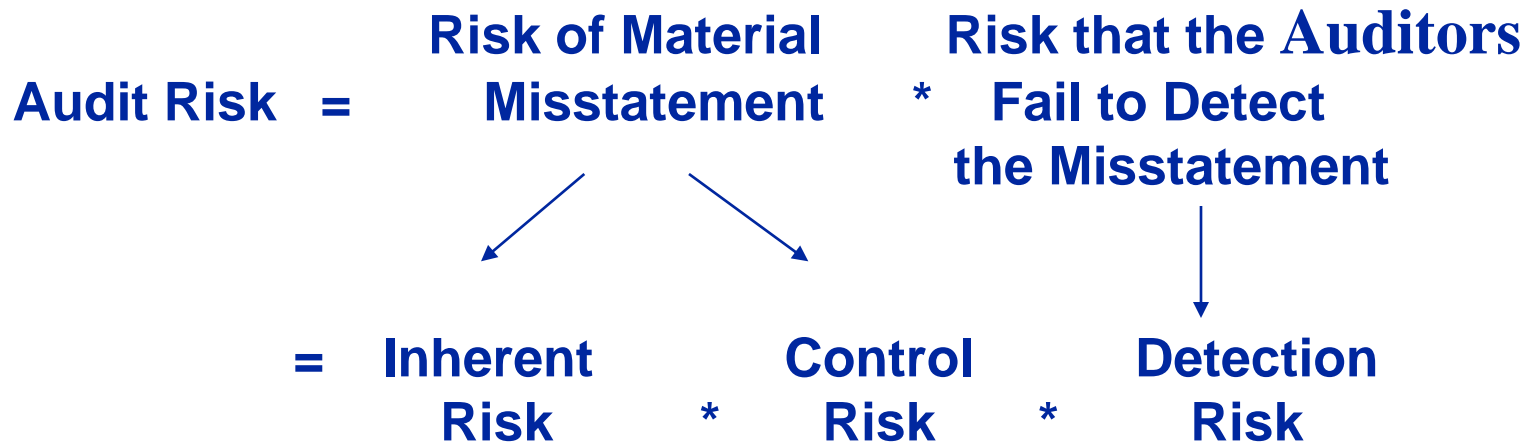 Risk of Material Risk that the Auditors
Audit Risk = Misstatement * Fail to Detect
the Misstatement
= Inherent Control Detection
Risk * Risk * Risk